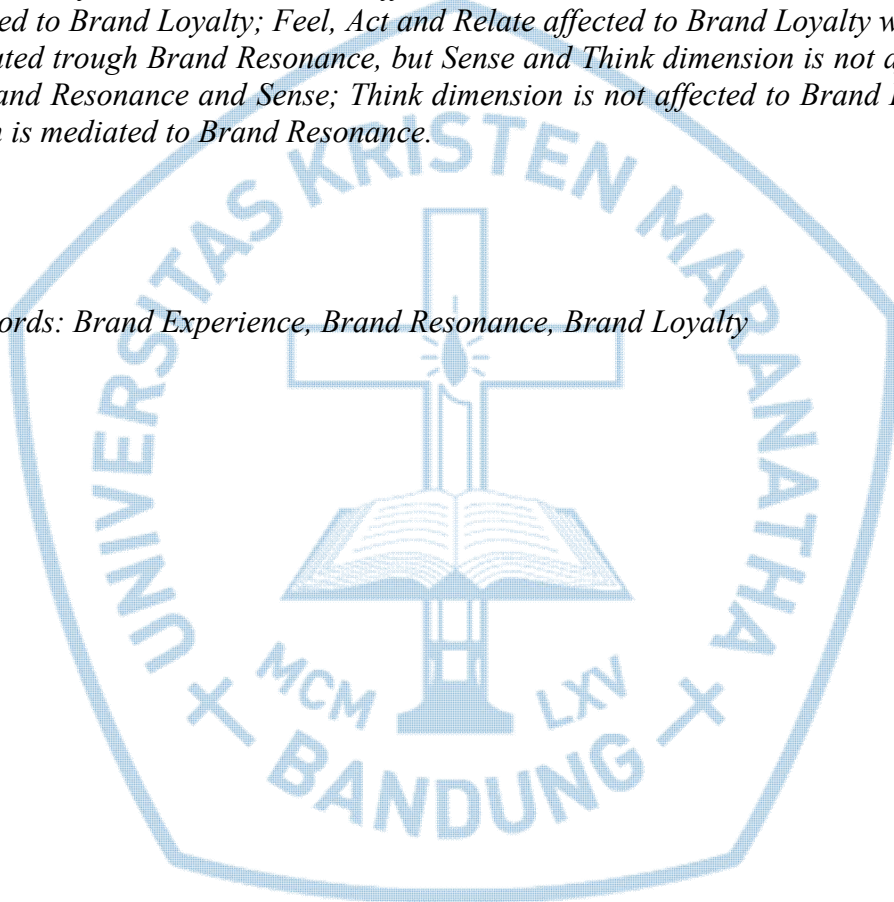 ed to Brand Loyalty; Feel, Act and Relate affected to Brand Loyalty w
ated trough Brand Resonance, but Sense and Think dimension is not a
and Resonance and Sense; Think dimension is not affected to Brand
is mediated to Brand Resonance.
UNIVERSITAS KRISTEN MARANATHA
ords: Brand Experience, Brand Resonance, Brand Loyalty
MCM LXV
BANDUNG